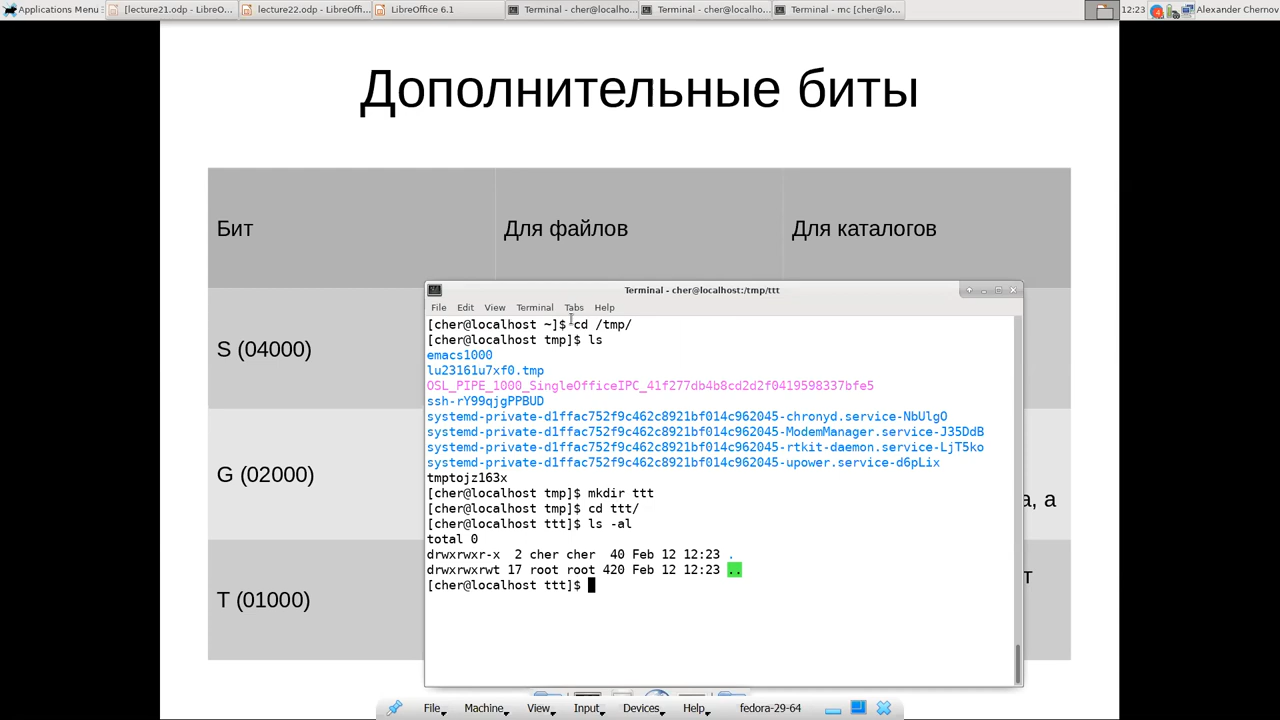 Applications Menu
[lecture21.odp - LibreO...
lecture22.odp - LibreOffi...
LibreOffice 6.1
Terminal - cher@localho...
Terminal - cher@localho...
Terminal - mc [cher@lo...
12:23
Alexander Chernov
Дополнительные биты
Бит
Для файлов
Для каталогов
S (04000)
G (02000)
а, а
T (01000)
т
Terminal - cher@localhost:/tmp/ttt
File Edit View Terminal Tabs Help
[cher@localhost ~]$ cd /tmp/
[cher@localhost tmp]$ ls
emacs1000
lu23161u7xf0.tmp
OSL_PIPE_1000_SingleOfficeIPC_41f277db4b8cd2d2f0419598337bfe5
ssh-rY99qjgPPBUD
systemd-private-d1ffac752f9c462c8921bf014c962045-chronyd.service-NbUlgO
systemd-private-d1ffac752f9c462c8921bf014c962045-ModemManager.service-J35DdB
systemd-private-d1ffac752f9c462c8921bf014c962045-rtkit-daemon.service-LjT5ko
systemd-private-d1ffac752f9c462c8921bf014c962045-upower.service-d6pLix
tmptojz163x
[cher@localhost tmp]$ mkdir ttt
[cher@localhost tmp]$ cd ttt/
[cher@localhost ttt]$ ls -al
total 0
drwxrwxr-x  2 cher cher  40 Feb 12 12:23 .
drwxrwxrwt 17 root root 420 Feb 12 12:23 ..
[cher@localhost ttt]$
File Machine View Input Devices Help fedora-29-64